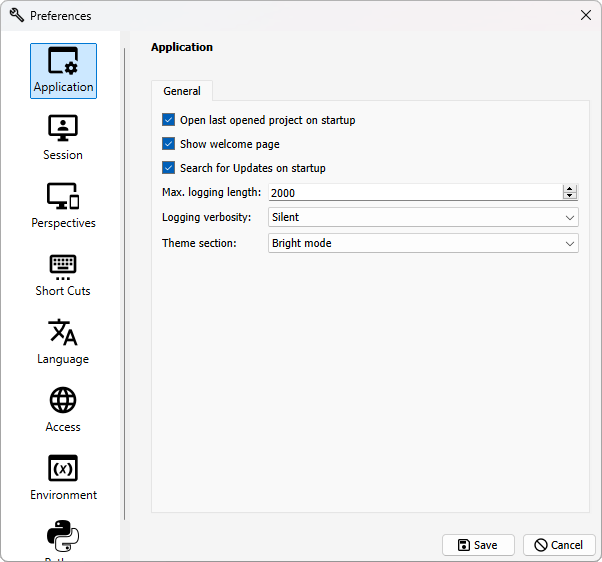 Preferences
Application
Session
Perspectives
Short Cuts
Language
Access
(x)
Environment
Application
General
Open last opened project on startup
Show welcome page
Search for Updates on startup
Max. logging length: 2000
Logging verbosity: Silent
Theme section: Bright mode
Save Cancel